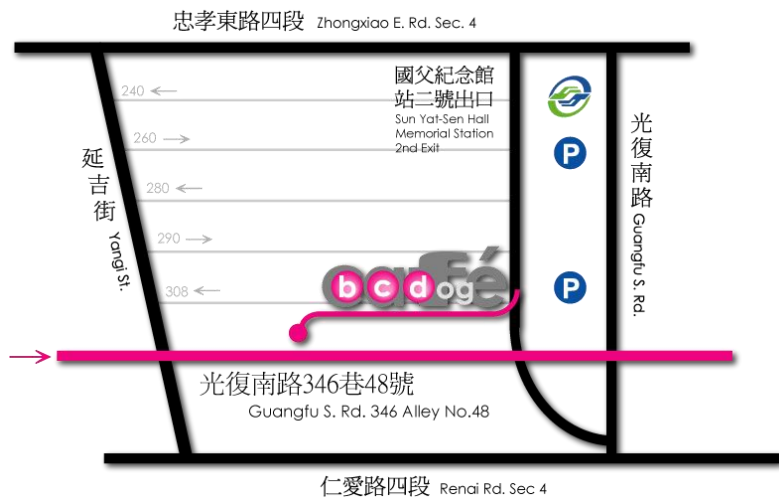 忠孝東路四段 Zhongxiao E. Rd. Sec. 4
國父紀念館
站二號出口
Sun Yat-Sen Hall
Memorial Station
2nd Exit
240
260
280
290
308
延吉街
Yangi St.
P
P
光復南路
Guangfu S. Rd.
caffé
bcdog
光復南路346巷48號
Guangfu S. Rd. 346 Alley No.48
仁愛路四段 Renai Rd. Sec 4